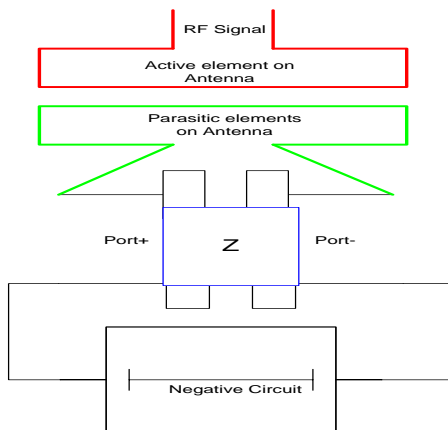 RF Signal
Active element on
Antenna
Parasitic elements
on Antenna
Port+
Z
Port-
Negative Circuit